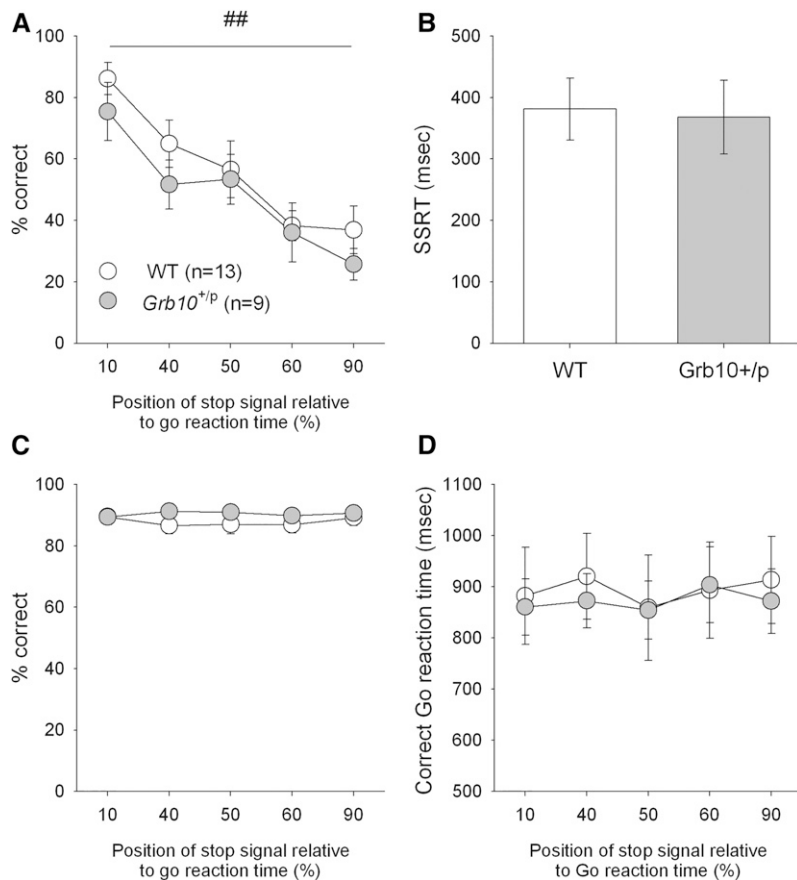 A
##
100
80
60
40
20
0
% correct
WT (n=13)
Grb10+/p (n=9)
10 40 50 60 90
Position of stop signal relative
to go reaction time (%)
B
500
400
300
200
100
0
SSRT (msec)
WT Grb10+/p
C
100
80
60
40
20
0
% correct
10 40 50 60 90
Position of stop signal relative
to go reaction time (%)
D
1100
1000
900
800
700
600
500
Correct Go reaction time (msec)
10 40 50 60 90
Position of stop signal relative
to Go reaction time (%)